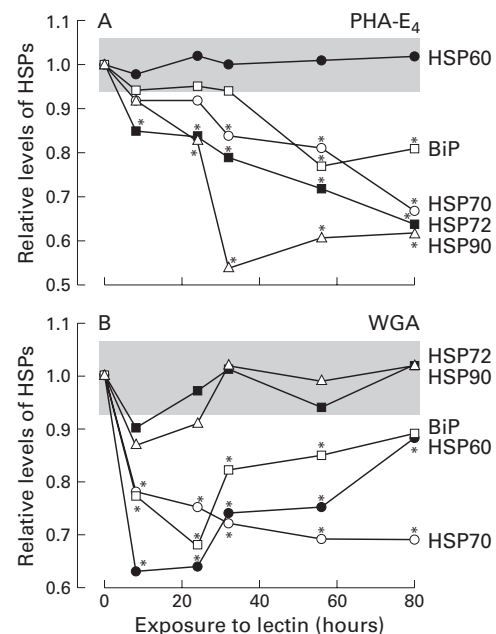 A PHA-E₄
1.1
1.0
0.9
0.8
0.7
0.6
0.5
Relative levels of HSPs
HSP60
BiP
HSP70
HSP72
HSP90
B WGA
1.1
1.0
0.9
0.8
0.7
0.6
Relative levels of HSPs
HSP72
HSP90
BiP
HSP60
HSP70
0 20 40 60 80
Exposure to lectin (hours)